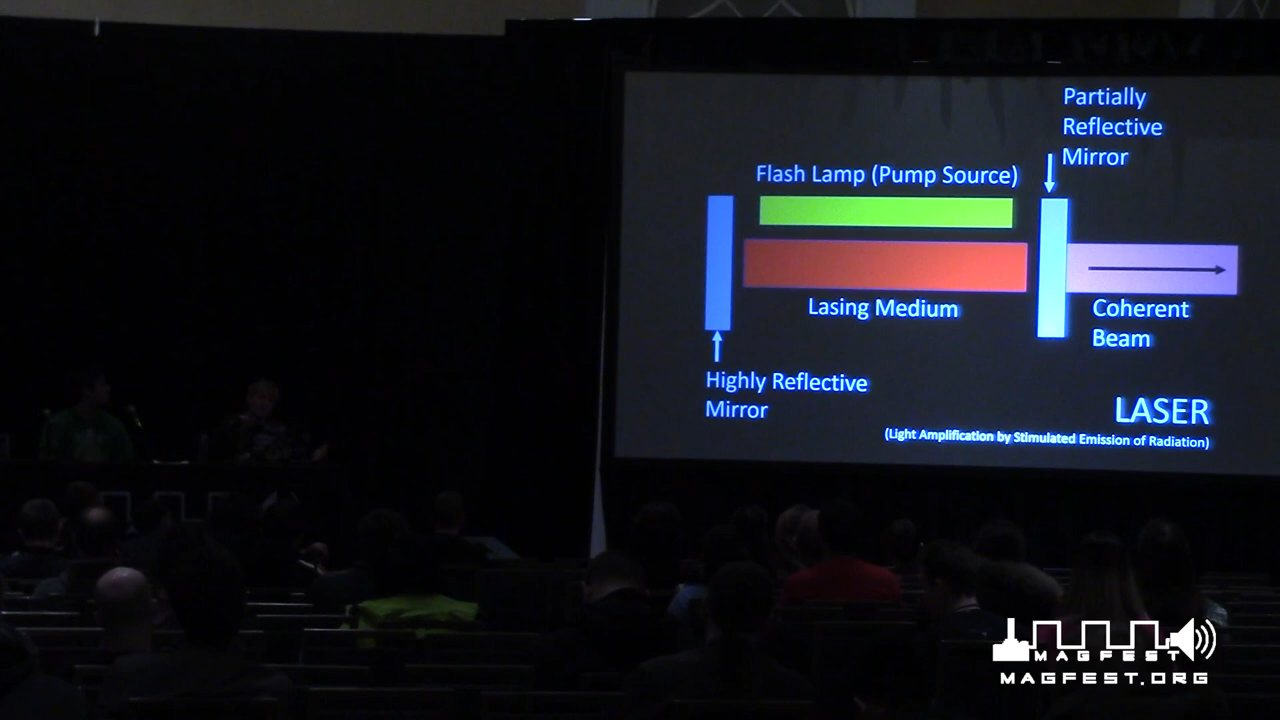 Partially
Reflective
Mirror
Flash Lamp (Pump Source)
Lasing Medium
Coherent
Beam
Highly Reflective
Mirror
LASER
(Light Amplification by Stimulated Emission of Radiation)
MAGFEST
MAGFEST.ORG